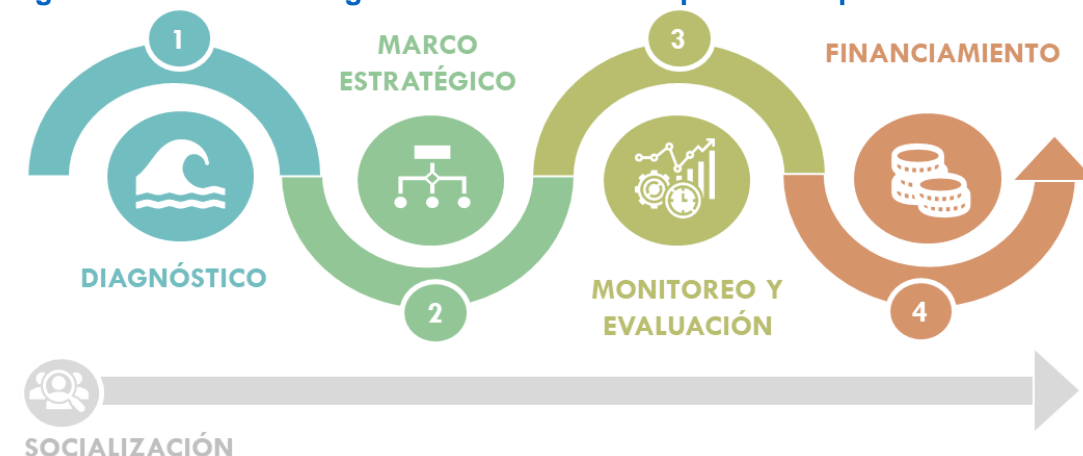 1
MARCO
ESTRATÉGICO
3
FINANCIAMIENTO
DIAGNÓSTICO
2
MONITOREO Y
EVALUACIÓN
4
SOCIALIZACIÓN